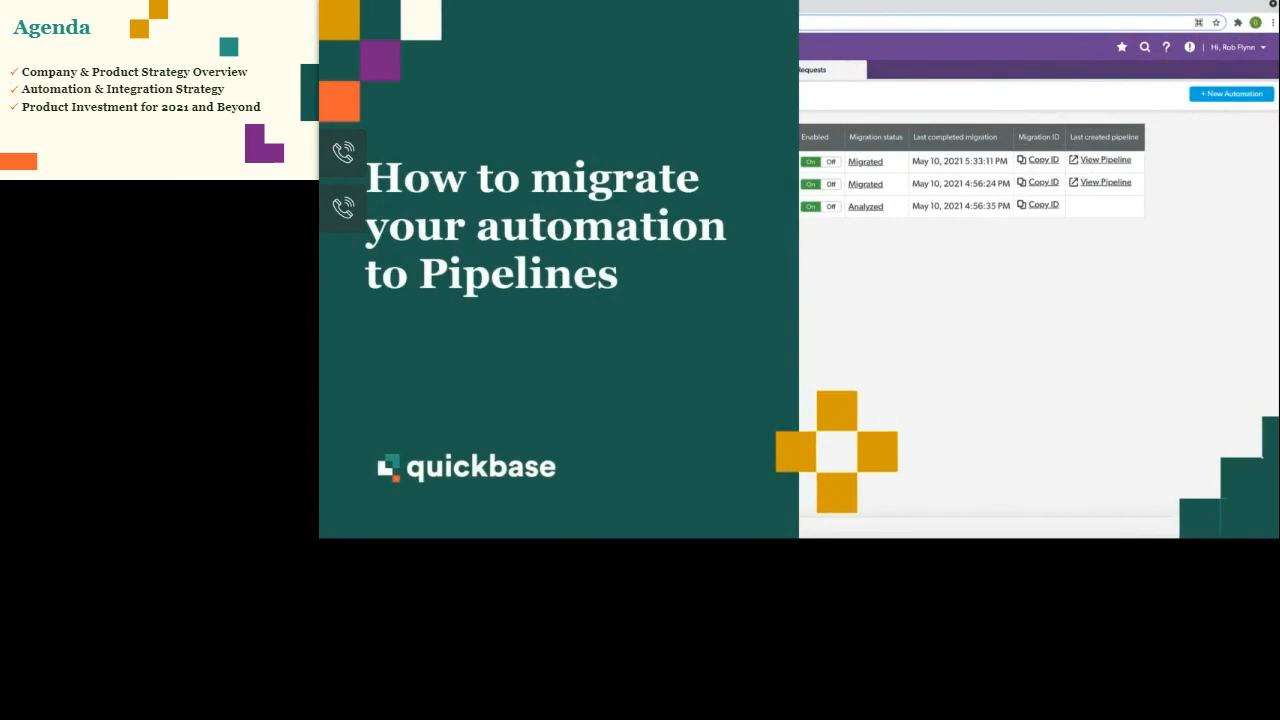 Agenda
✓ Company & Product Strategy Overview
✓ Automation & Integration Strategy
✓ Product Investment for 2021 and Beyond
How to migrate
your automation
to Pipelines
quickbase
Hi, Rob Flynn
Requests
+ New Automation
Enabled Migration status Last completed migration Migration ID Last created pipeline
On Off Migrated May 10, 2021 5:33:11 PM Copy ID View Pipeline
On Off Migrated May 10, 2021 4:56:24 PM Copy ID View Pipeline
On Off Analyzed May 10, 2021 4:56:35 PM Copy ID